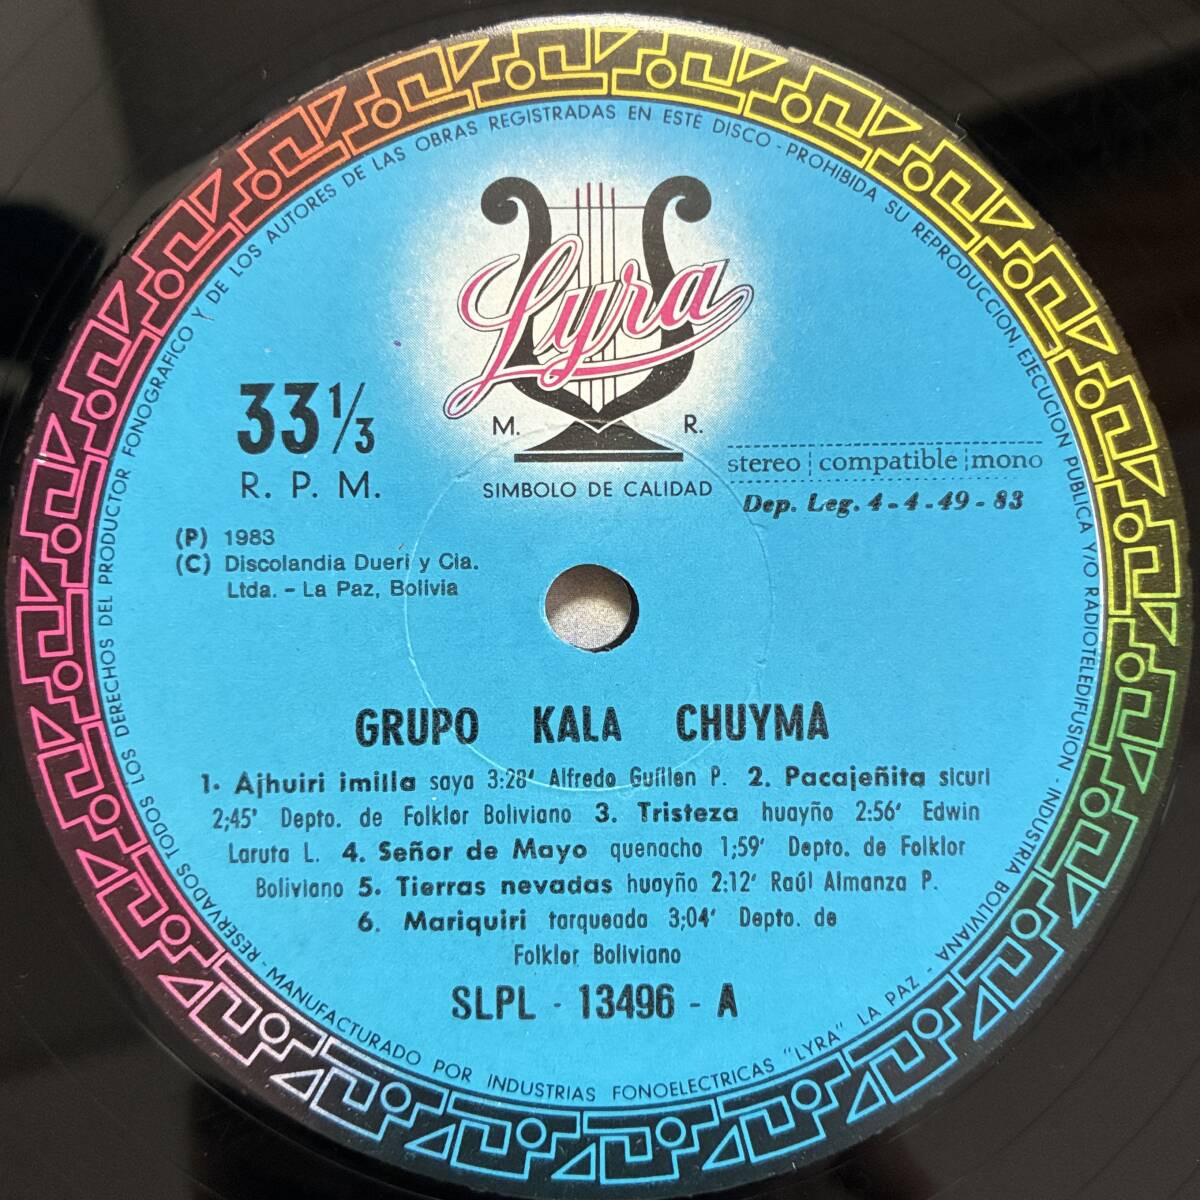 RESERVADOS TODOS LOS DERECHOS DEL PRODUCTOR FONOGRAFICO Y DE LOS AUTORES DE LAS OBRAS REGISTRADAS EN ESTE DISCO - PROHIBIDA SU REPRODUCCION EJECUCION PUBLICA Y/O RADIOTELEDIFUSION - INDUSTRIA BOLIVIANA - MANUFACTURADO POR INDUSTRIAS FONOELECTRICAS "LYRA" LA PAZ -
Lyra
M. R.
SIMBOLO DE CALIDAD
33 1/3
R. P. M.
stereo compatible mono
Dep. Leg. 4-4-49-83
(P) 1983
(C) Discolandia Dueri y Cia.
Ltda. - La Paz, Bolivia
GRUPO KALA CHUYMA
1. Ajhuiri imilla saya 3:28' Alfredo Guillen P. 2. Pacajeñita sicuri
2;45' Depto. de Folklor Boliviano 3. Tristeza huayño 2:56' Edwin
Laruta L. 4. Señor de Mayo quenacho 1;59' Depto. de Folklor
Boliviano 5. Tierras nevadas huayño 2:12' Raúl Almanza P.
6. Mariquiri tarqueada 3;04' Depto. de
Folklor Boliviano
SLPL - 13496 - A